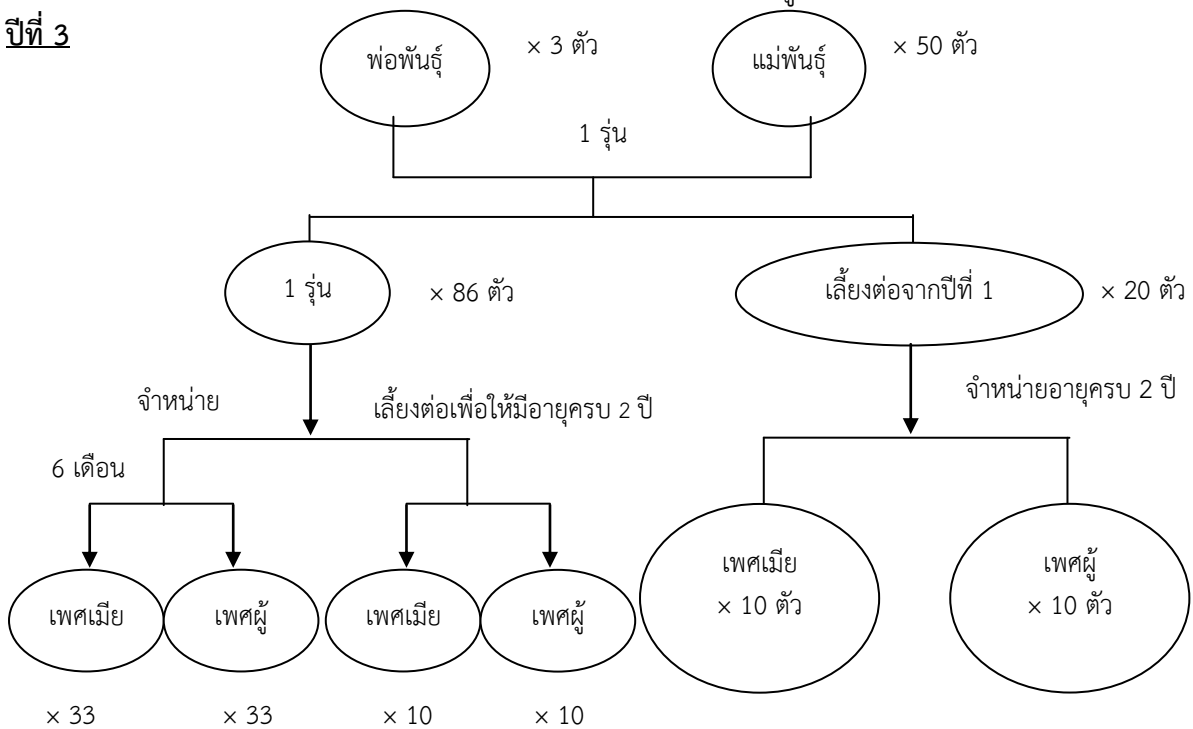 ปีที่ 3
พ่อพันธุ์
× 3 ตัว
แม่พันธุ์
× 50 ตัว
1 รุ่น
1 รุ่น
× 86 ตัว
เลี้ยงต่อจากปีที่ 1
× 20 ตัว
จำหน่าย
เลี้ยงต่อเพื่อให้มีอายุครบ 2 ปี
จำหน่ายอายุครบ 2 ปี
6 เดือน
เพศเมีย
เพศผู้
เพศเมีย
เพศผู้
เพศเมีย
× 10 ตัว
เพศผู้
× 10 ตัว
× 33
× 33
× 10
× 10